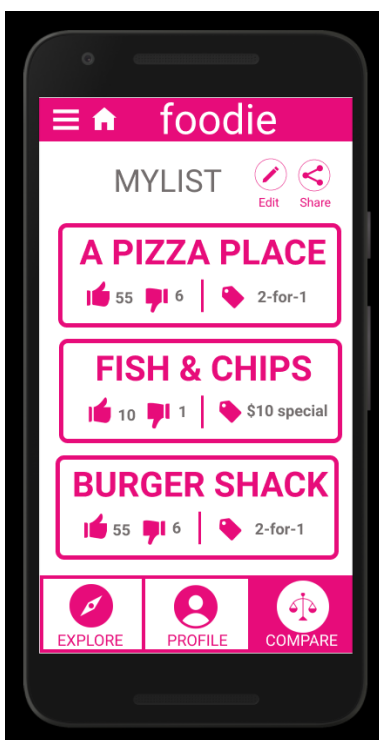 foodie
MYLIST
Edit Share
A PIZZA PLACE
55 6 2-for-1
FISH & CHIPS
10 1 $10 special
BURGER SHACK
55 6 2-for-1
EXPLORE PROFILE COMPARE